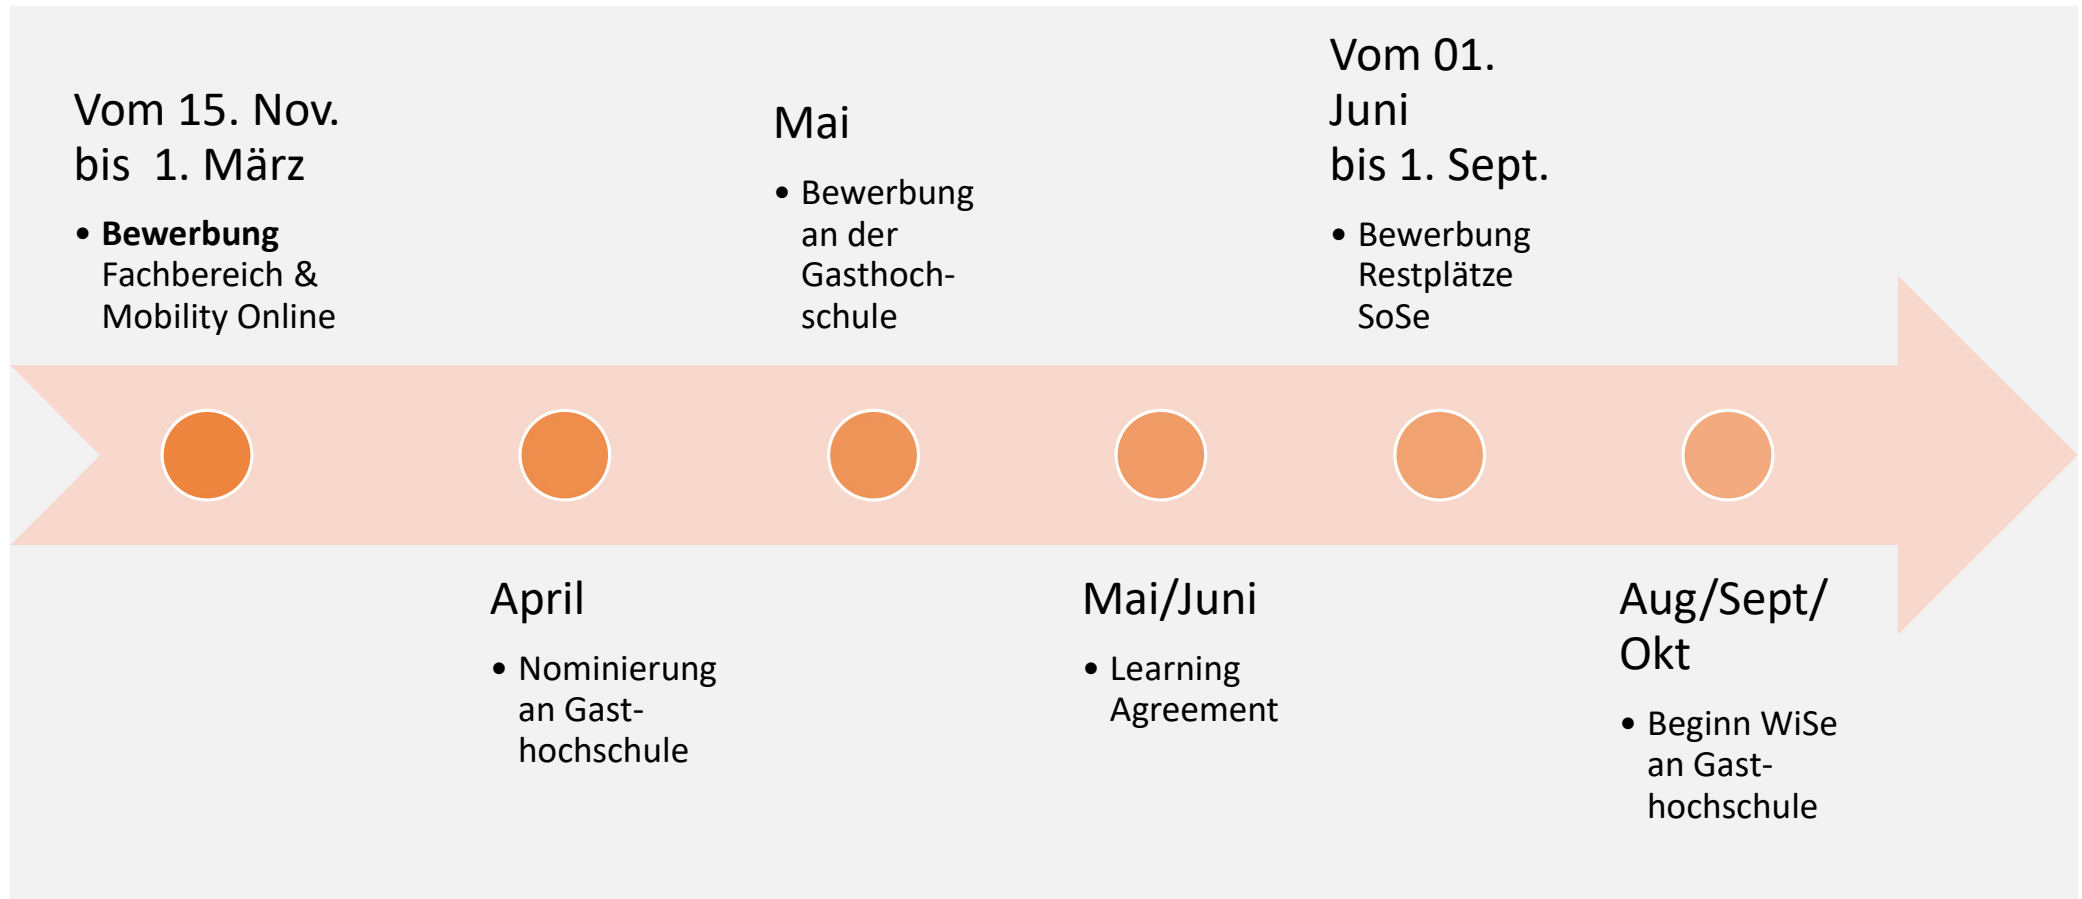 Vom 15. Nov.
bis  1. März
• Bewerbung
Fachbereich &
Mobility Online
April
• Nominierung
an Gast-
hochschule
Mai
• Bewerbung
an der
Gasthoch-
schule
Mai/Juni
• Learning
Agreement
Vom 01.
Juni
bis 1. Sept.
• Bewerbung
Restplätze
SoSe
Aug/Sept/
Okt
• Beginn WiSe
an Gast-
hochschule